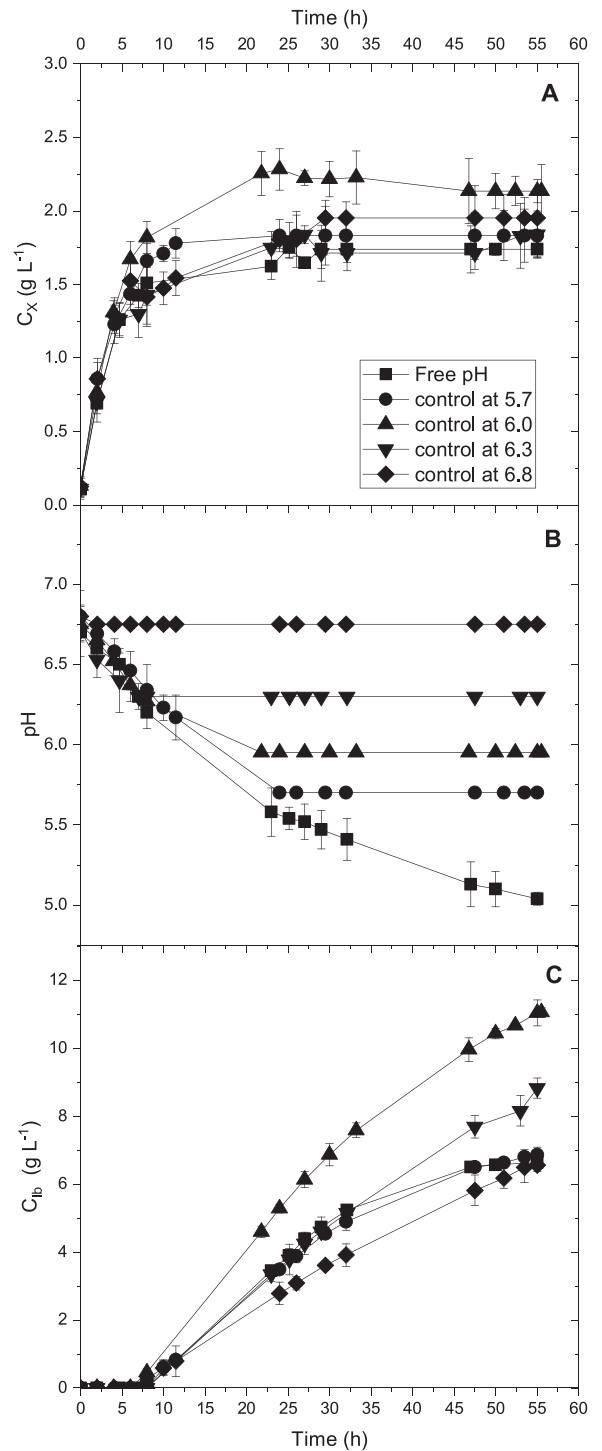 Time (h)
0 5 10 15 20 25 30 35 40 45 50 55 60
3.0
A
2.5
2.0
1.5
1.0
0.5
0.0
C_X (g L⁻¹)
Free pH
control at 5.7
control at 6.0
control at 6.3
control at 6.8
B
7.0
6.5
6.0
5.5
5.0
pH
C
12
10
8
6
4
2
0
C_Ib (g L⁻¹)
0 5 10 15 20 25 30 35 40 45 50 55 60
Time (h)